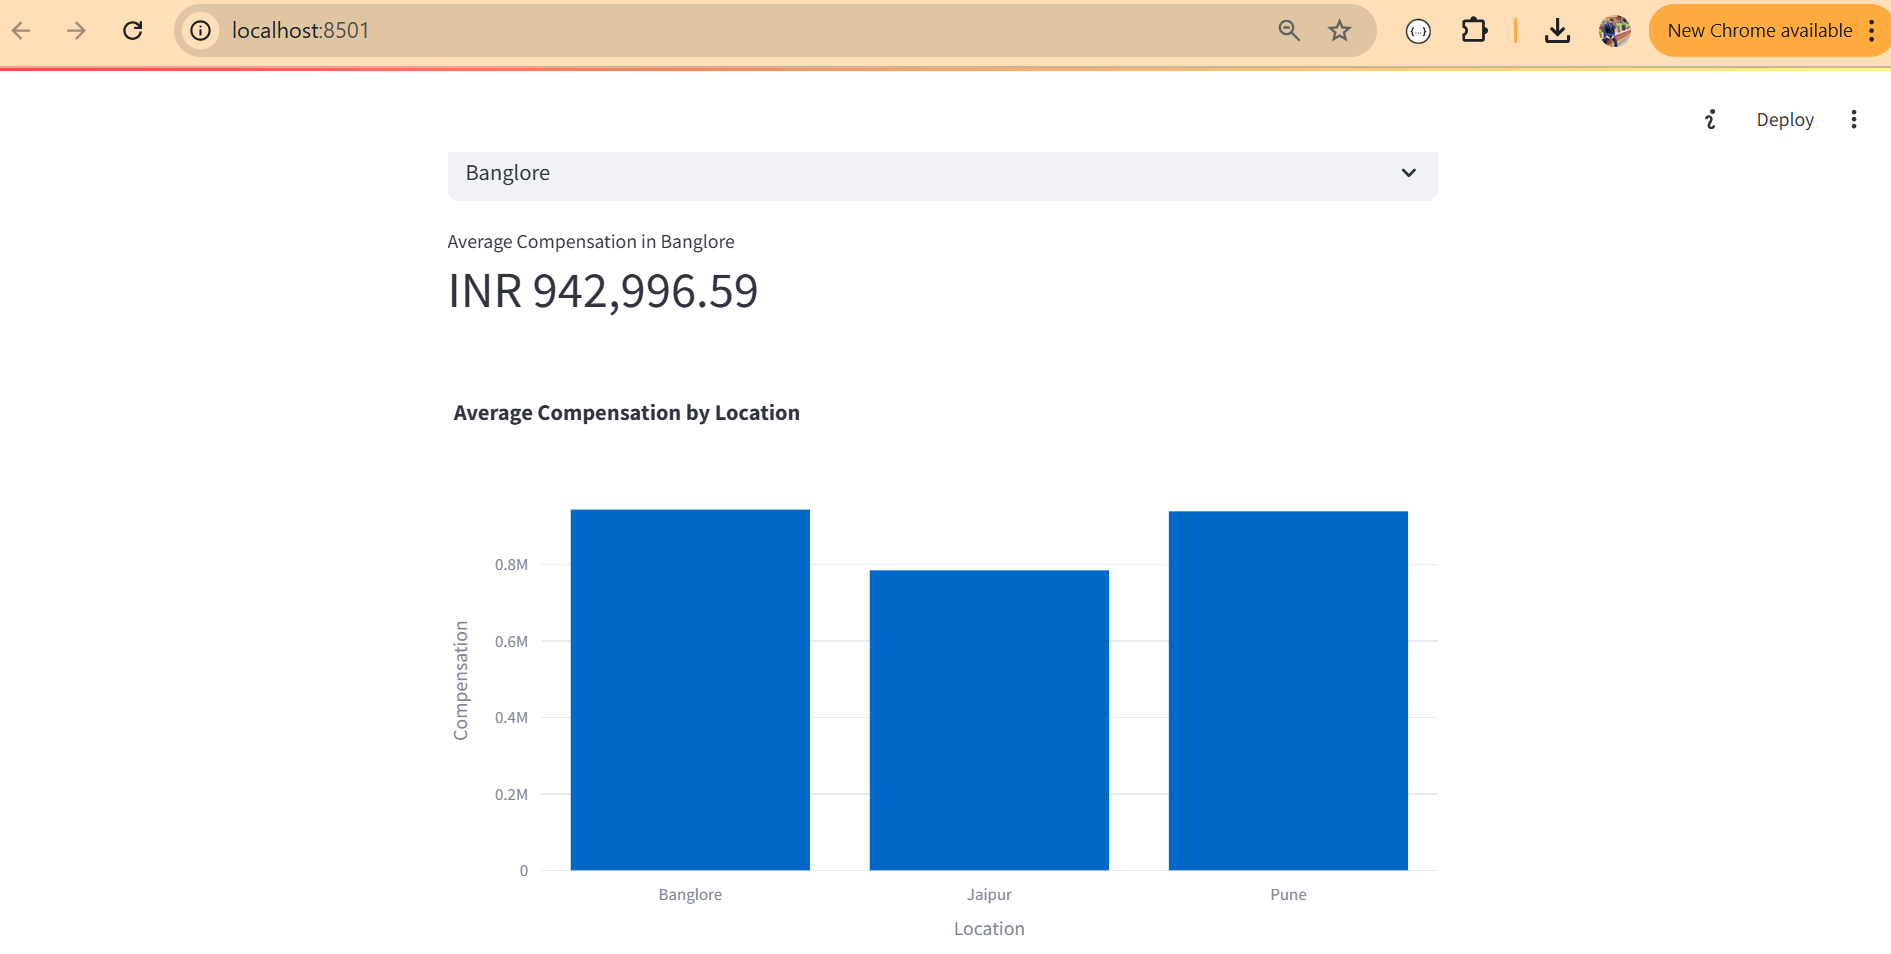 localhost:8501
New Chrome available
Deploy
Banglore
Average Compensation in Banglore
INR 942,996.59
Average Compensation by Location
0.8M
0.6M
0.4M
0.2M
0
Compensation
Banglore
Jaipur
Pune
Location